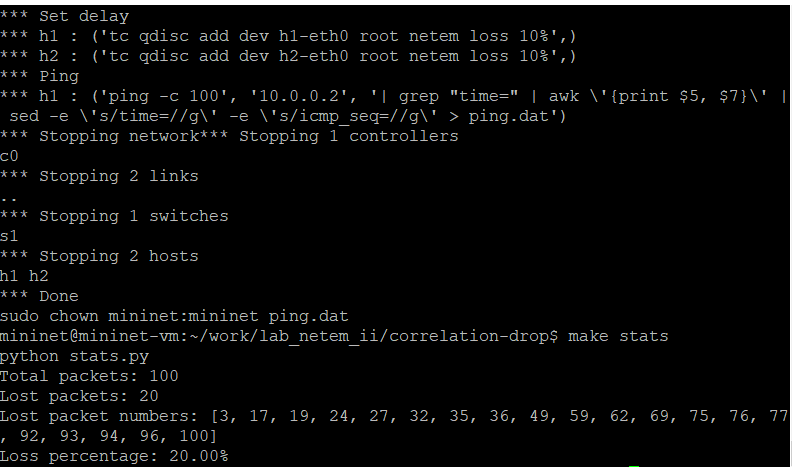 *** Set delay
*** h1 : ('tc qdisc add dev h1-eth0 root netem loss 10%',)
*** h2 : ('tc qdisc add dev h2-eth0 root netem loss 10%',)
*** Ping
*** h1 : ('ping -c 100', '10.0.0.2', '| grep "time=" | awk \'{print $5, $7}\' |
 sed -e \'s/time=//g\' -e \'s/icmp_seq=//g\' > ping.dat')
*** Stopping network*** Stopping 1 controllers
c0
*** Stopping 2 links
..
*** Stopping 1 switches
s1
*** Stopping 2 hosts
h1 h2
*** Done
sudo chown mininet:mininet ping.dat
mininet@mininet-vm:~/work/lab_netem_ii/correlation-drop$ make stats
python stats.py
Total packets: 100
Lost packets: 20
Lost packet numbers: [3, 17, 19, 24, 27, 32, 35, 36, 49, 59, 62, 69, 75, 76, 77
, 92, 93, 94, 96, 100]
Loss percentage: 20.00%